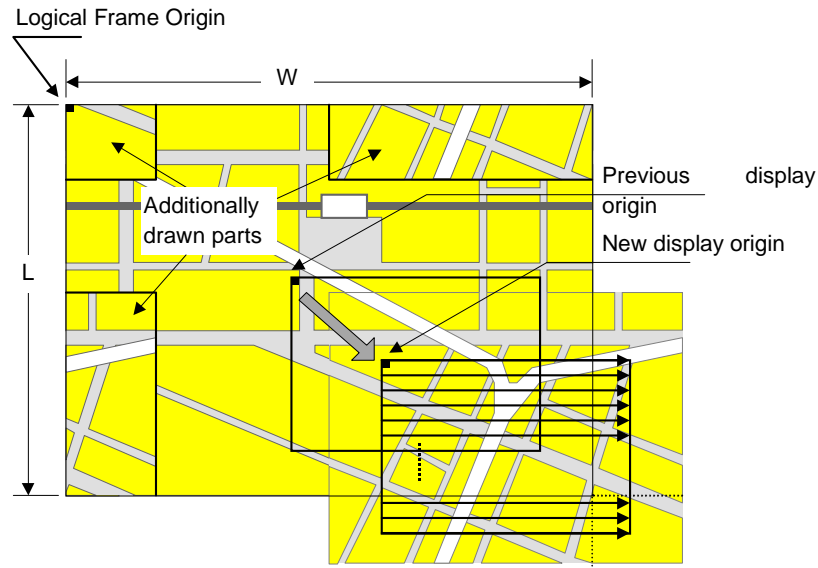 Logical Frame Origin
W
Previous display
origin
Additionally
drawn parts
New display origin
L